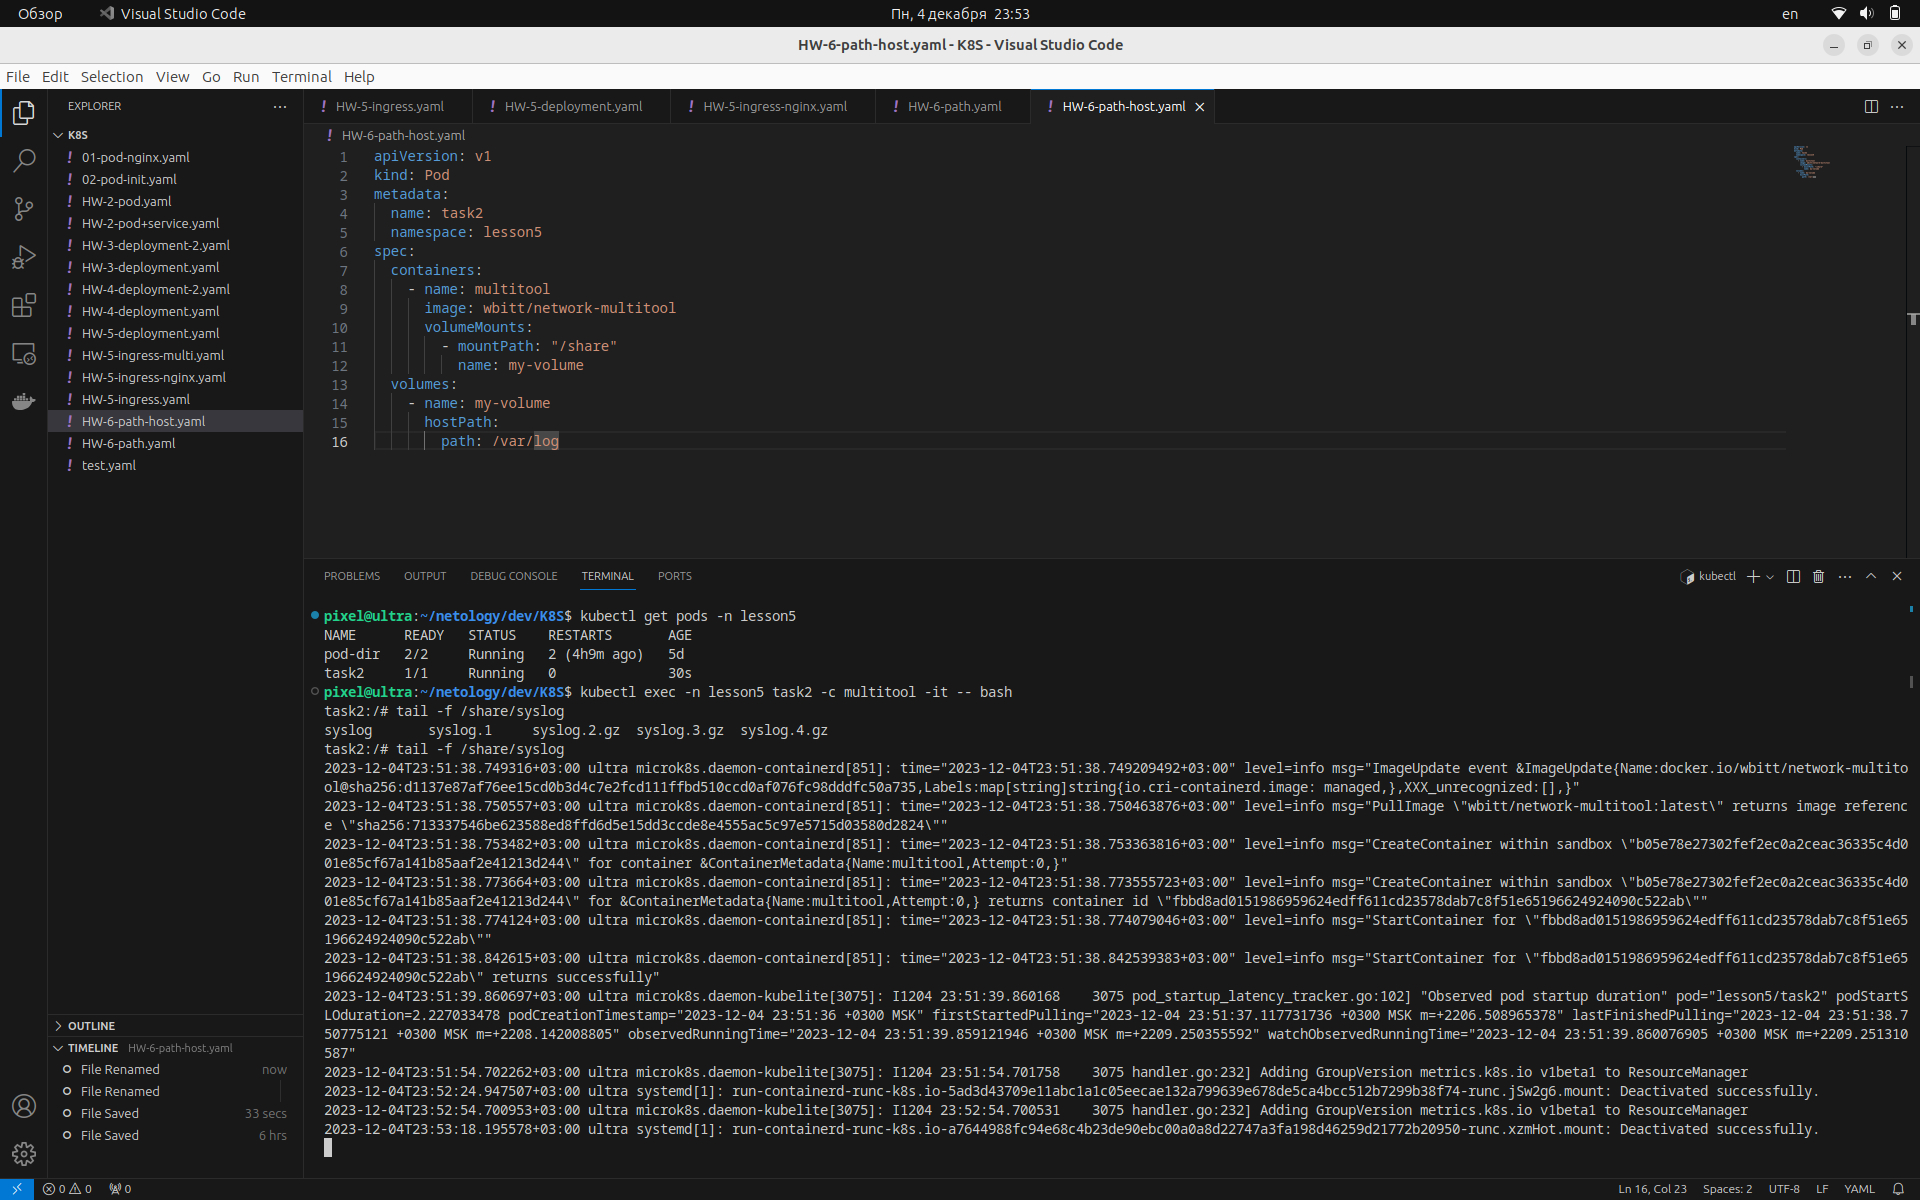 Обзор
Visual Studio Code
Пн, 4 декабря 23:53
en
HW-6-path-host.yaml - K8S - Visual Studio Code
File Edit Selection View Go Run Terminal Help
EXPLORER
K8S
01-pod-nginx.yaml
02-pod-init.yaml
HW-2-pod.yaml
HW-2-pod+service.yaml
HW-3-deployment-2.yaml
HW-3-deployment.yaml
HW-4-deployment-2.yaml
HW-4-deployment.yaml
HW-5-deployment.yaml
HW-5-ingress-multi.yaml
HW-5-ingress-nginx.yaml
HW-5-ingress.yaml
HW-6-path-host.yaml
HW-6-path.yaml
test.yaml
OUTLINE
TIMELINE HW-6-path-host.yaml
File Renamed now
File Renamed
File Saved 33 secs
File Saved 6 hrs
HW-5-ingress.yaml HW-5-deployment.yaml HW-5-ingress-nginx.yaml HW-6-path.yaml HW-6-path-host.yaml
HW-6-path-host.yaml
1 apiVersion: v1
2 kind: Pod
3 metadata:
4 name: task2
5 namespace: lesson5
6 spec:
7 containers:
8 - name: multitool
9 image: wbitt/network-multitool
10 volumeMounts:
11 - mountPath: "/share"
12 name: my-volume
13 volumes:
14 - name: my-volume
15 hostPath:
16 path: /var/log
PROBLEMS OUTPUT DEBUG CONSOLE TERMINAL PORTS
kubectl
pixel@ultra:~/netology/dev/K8S$ kubectl get pods -n lesson5
NAME READY STATUS RESTARTS AGE
pod-dir 2/2 Running 2 (4h9m ago) 5d
task2 1/1 Running 0 30s
pixel@ultra:~/netology/dev/K8S$ kubectl exec -n lesson5 task2 -c multitool -it -- bash
task2:/# tail -f /share/syslog
syslog syslog.1 syslog.2.gz syslog.3.gz syslog.4.gz
task2:/# tail -f /share/syslog
2023-12-04T23:51:38.749316+03:00 ultra microk8s.daemon-containerd[851]: time="2023-12-04T23:51:38.749209492+03:00" level=info msg="ImageUpdate event &ImageUpdate{Name:docker.io/wbitt/network-multito
ol@sha256:d1137e87af76ee15cd0b3d4c7e2fcd111ffbd510ccd0af076fc98dddfc50a735,Labels:map[string]string{io.cri-containerd.image: managed,},XXX_unrecognized:[],}"
2023-12-04T23:51:38.750557+03:00 ultra microk8s.daemon-containerd[851]: time="2023-12-04T23:51:38.750463876+03:00" level=info msg="PullImage \"wbitt/network-multitool:latest\" returns image referenc
e \"sha256:713337546be623588ed8ffd6d5e15dd3ccde8e4555ac5c97e5715d03580d2824\""
2023-12-04T23:51:38.753482+03:00 ultra microk8s.daemon-containerd[851]: time="2023-12-04T23:51:38.753363816+03:00" level=info msg="CreateContainer within sandbox \"b05e78e27302fef2ec0a2ceac36335c4d0
01e85cf67a141b85aaf2e41213d244\" for container &ContainerMetadata{Name:multitool,Attempt:0,}"
2023-12-04T23:51:38.773664+03:00 ultra microk8s.daemon-containerd[851]: time="2023-12-04T23:51:38.773555723+03:00" level=info msg="CreateContainer within sandbox \"b05e78e27302fef2ec0a2ceac36335c4d0
01e85cf67a141b85aaf2e41213d244\" for &ContainerMetadata{Name:multitool,Attempt:0,} returns container id \"fbbd8ad0151986959624edff611cd23578dab7c8f51e65196624924090c522ab\""
2023-12-04T23:51:38.774124+03:00 ultra microk8s.daemon-containerd[851]: time="2023-12-04T23:51:38.774079046+03:00" level=info msg="StartContainer for \"fbbd8ad0151986959624edff611cd23578dab7c8f51e65
196624924090c522ab\""
2023-12-04T23:51:38.842615+03:00 ultra microk8s.daemon-containerd[851]: time="2023-12-04T23:51:38.842539383+03:00" level=info msg="StartContainer for \"fbbd8ad0151986959624edff611cd23578dab7c8f51e65
196624924090c522ab\" returns successfully"
2023-12-04T23:51:39.860697+03:00 ultra microk8s.daemon-kubelite[3075]: I1204 23:51:39.860168 3075 pod_startup_latency_tracker.go:102] "Observed pod startup duration" pod="lesson5/task2" podStartS
LOduration=2.227033478 podCreationTimestamp="2023-12-04 23:51:36 +0300 MSK" firstStartedPulling="2023-12-04 23:51:37.117731736 +0300 MSK m=+2206.508965378" lastFinishedPulling="2023-12-04 23:51:38.7
50775121 +0300 MSK m=+2208.142008805" observedRunningTime="2023-12-04 23:51:39.859121946 +0300 MSK m=+2209.250355592" watchObservedRunningTime="2023-12-04 23:51:39.860076905 +0300 MSK m=+2209.251310
587"
2023-12-04T23:51:54.702262+03:00 ultra microk8s.daemon-kubelite[3075]: I1204 23:51:54.701758 3075 handler.go:232] Adding GroupVersion metrics.k8s.io v1beta1 to ResourceManager
2023-12-04T23:52:24.947507+03:00 ultra systemd[1]: run-containerd-runc-k8s.io-5ad3d43709e11abc1a1c05eecae132a799639e678de5ca4bcc512b7299b38f74-runc.jSw2g6.mount: Deactivated successfully.
2023-12-04T23:52:54.700953+03:00 ultra microk8s.daemon-kubelite[3075]: I1204 23:52:54.700531 3075 handler.go:232] Adding GroupVersion metrics.k8s.io v1beta1 to ResourceManager
2023-12-04T23:53:18.195578+03:00 ultra systemd[1]: run-containerd-runc-k8s.io-a7644988fc94e68c4b23de90ebc00a0a8d22747a3fa198d46259d21772b20950-runc.xzmHot.mount: Deactivated successfully.
0 0 0
Ln 16, Col 23 Spaces: 2 UTF-8 LF YAML